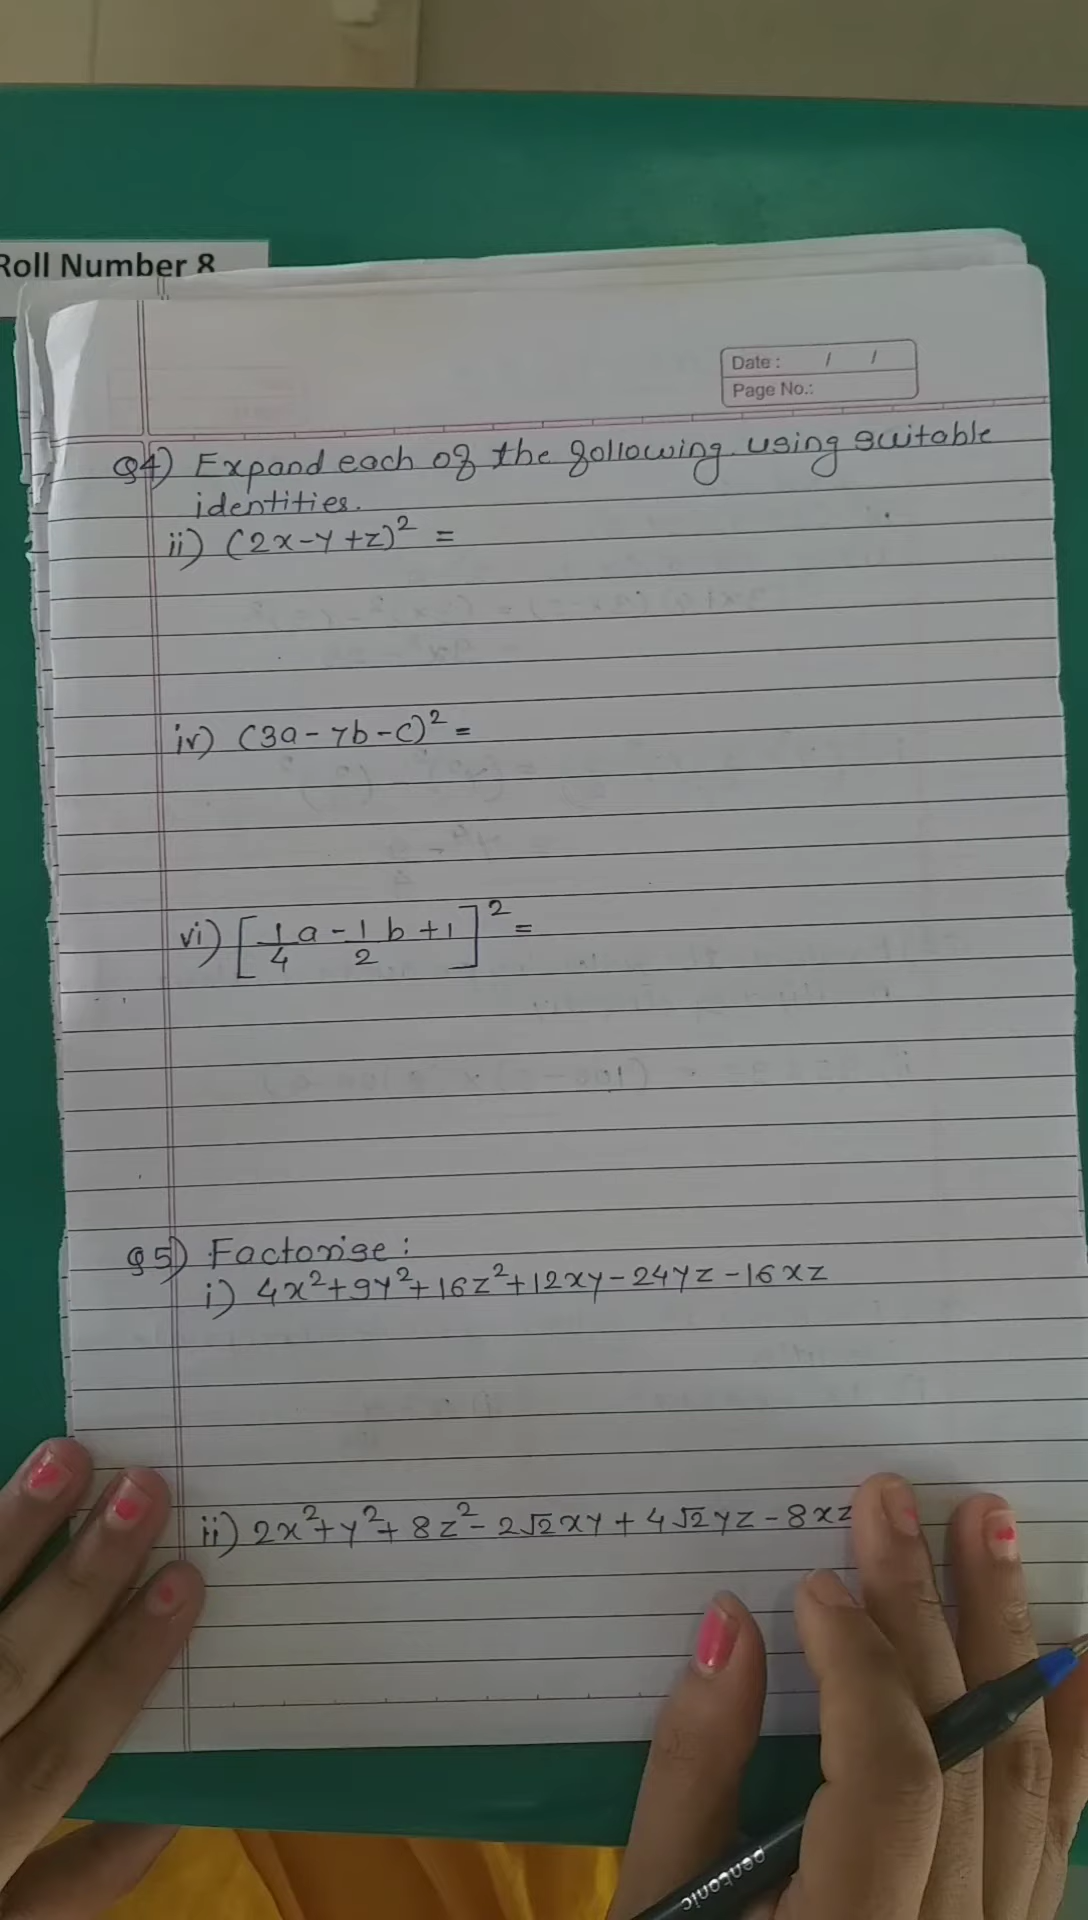 Roll Number 8
Date : / /
Page No.:
Q4) Expand each of the following using suitable
identities.
ii) (2x-y+z)² =
iv) (3a-7b-c)² =
vi) [1/4 a - 1/2 b + 1]² =
Q5) Factorise :
i) 4x²+9y²+16z²+12xy-24yz-16xz
ii) 2x²+y²+8z²-2√2xy+4√2yz-8xz
pentonic